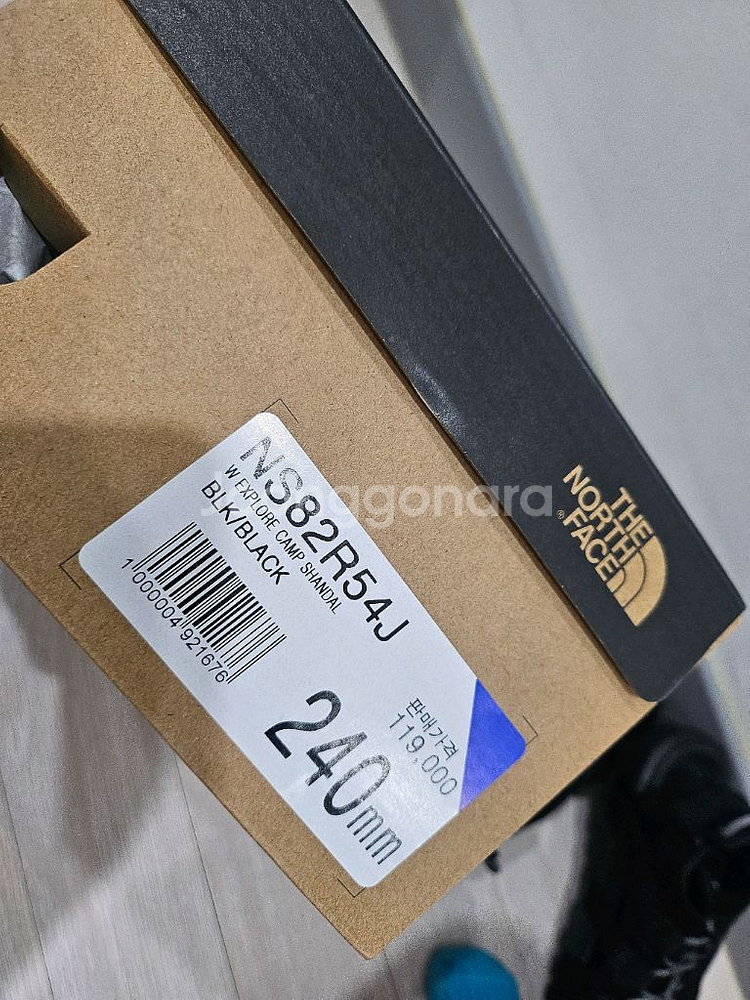 THE
NORTH
FACE
®
NS82R54J
W EXPLORE CAMP SHANDAL
BLK/BLACK
1000004921676
240mm
판매가격
119,000
Joonggonara